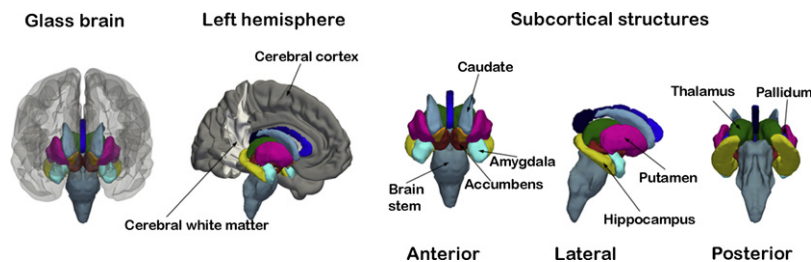 Glass brain
Left hemisphere
Subcortical structures
Cerebral cortex
Cerebral white matter
Caudate
Amygdala
Accumbens
Brain
stem
Putamen
Hippocampus
Thalamus
Pallidum
Anterior
Lateral
Posterior